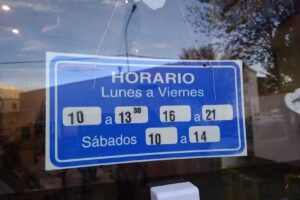 HORARIO
Lunes a Viernes
10 a 13 30 16 a 21
Sábados 10 a 14